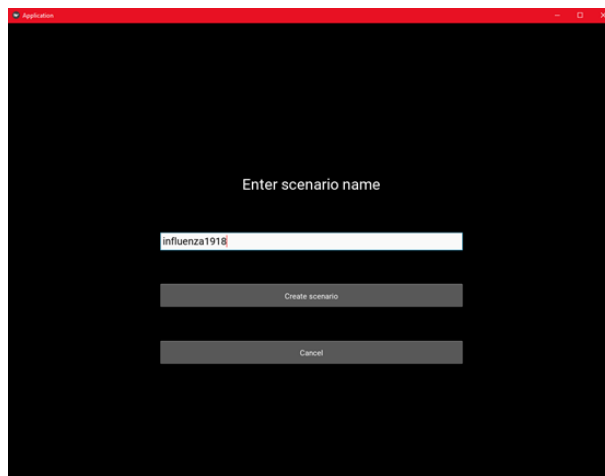 Application
Enter scenario name
influenza1918
Create scenario
Cancel